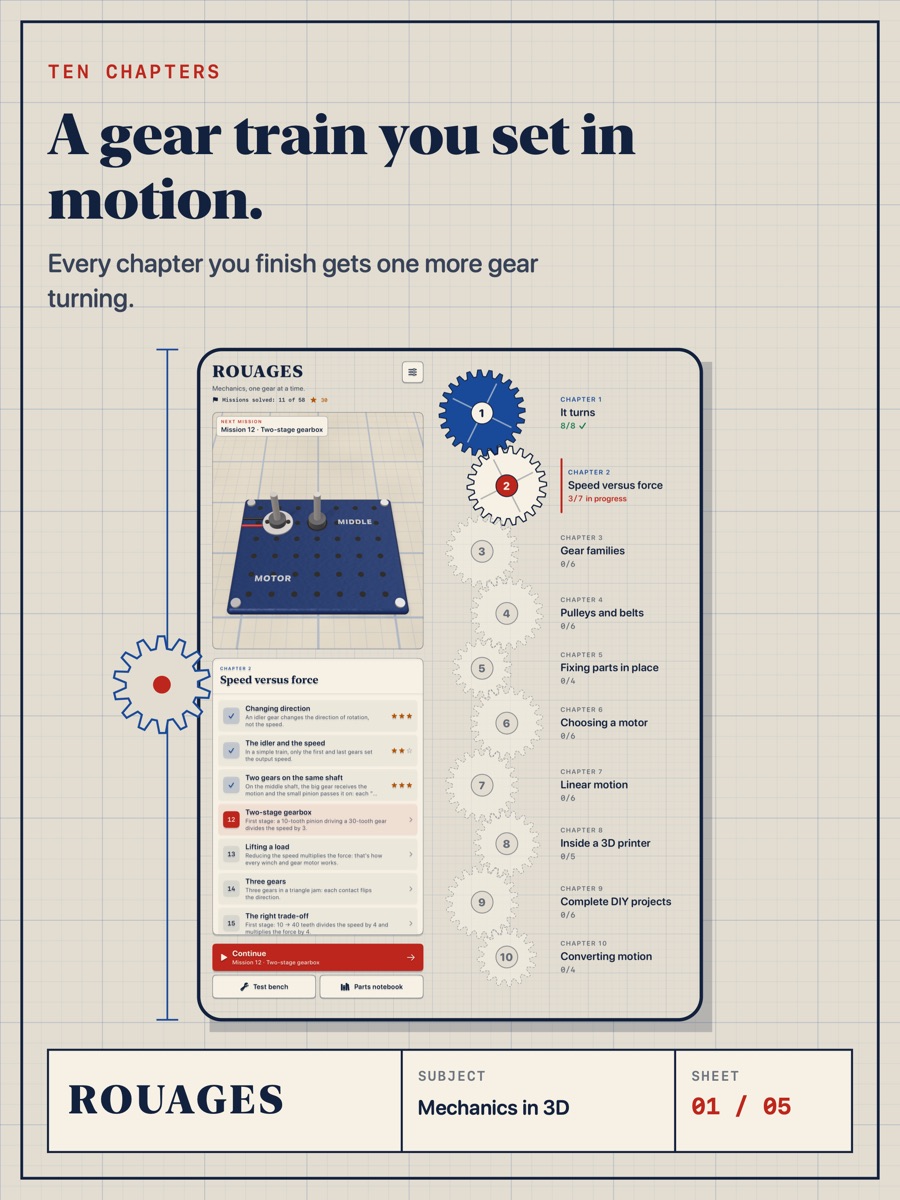 TEN CHAPTERS
A gear train you set in
motion.
Every chapter you finish gets one more gear
turning.
ROUAGES
Mechanics, one gear at a time.
Missions solved: 11 of 58 ★ 30
NEXT MISSION
Mission 12 · Two-stage gearbox
MIDDLE
MOTOR
CHAPTER 2
Speed versus force
Changing direction
An idler gear changes the direction of rotation,
not the speed.
The idler and the speed
In a simple train, only the first and last gears set
the output speed.
Two gears on the same shaft
On the middle shaft, the big gear receives the
motion and the small pinion passes it on: each "...
12
Two-stage gearbox
First stage: a 10-tooth pinion driving a 30-tooth gear
divides the speed by 3.
13
Lifting a load
Reducing the speed multiplies the force: that's how
every winch and gear motor works.
14
Three gears
Three gears in a triangle jam: each contact flips
the direction.
15
The right trade-off
First stage: 10 → 40 teeth divides the speed by 4 and
multiplies the force by 4.
Continue
Mission 12 · Two-stage gearbox
Test bench
Parts notebook
1
CHAPTER 1
It turns
8/8 ✓
2
CHAPTER 2
Speed versus force
3/7 in progress
3
CHAPTER 3
Gear families
0/6
4
CHAPTER 4
Pulleys and belts
0/6
5
CHAPTER 5
Fixing parts in place
0/4
6
CHAPTER 6
Choosing a motor
0/6
7
CHAPTER 7
Linear motion
0/6
8
CHAPTER 8
Inside a 3D printer
0/5
9
CHAPTER 9
Complete DIY projects
0/6
10
CHAPTER 10
Converting motion
0/4
ROUAGES
SUBJECT
Mechanics in 3D
SHEET
01 / 05